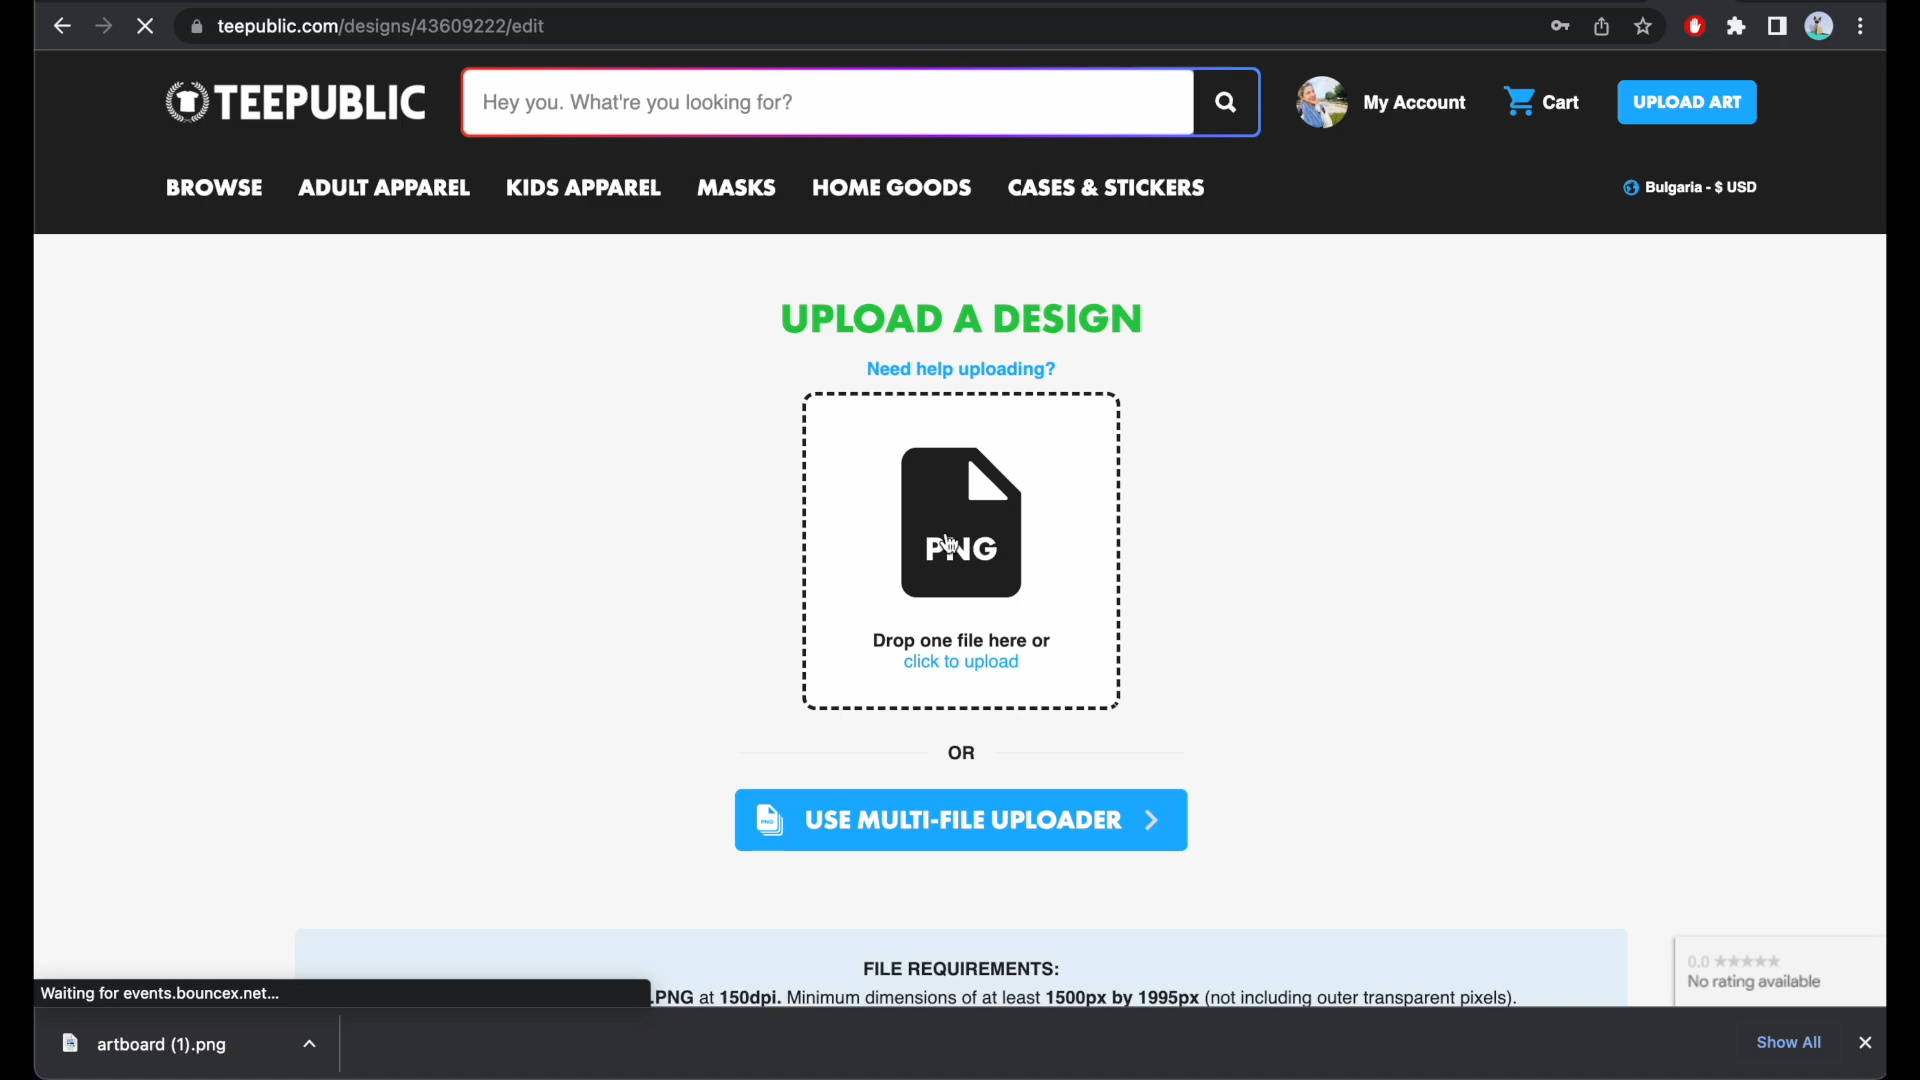 teepublic.com/designs/43609222/edit
TEEPUBLIC
Hey you. What're you looking for?
My Account
Cart
UPLOAD ART
BROWSE
ADULT APPAREL
KIDS APPAREL
MASKS
HOME GOODS
CASES & STICKERS
Bulgaria - $ USD
UPLOAD A DESIGN
Need help uploading?
PNG
Drop one file here or
click to upload
OR
PNG
USE MULTI-FILE UPLOADER
FILE REQUIREMENTS:
.PNG at 150dpi. Minimum dimensions of at least 1500px by 1995px (not including outer transparent pixels).
0.0 ★★★★★
No rating available
Waiting for events.bouncex.net...
artboard (1).png
Show All